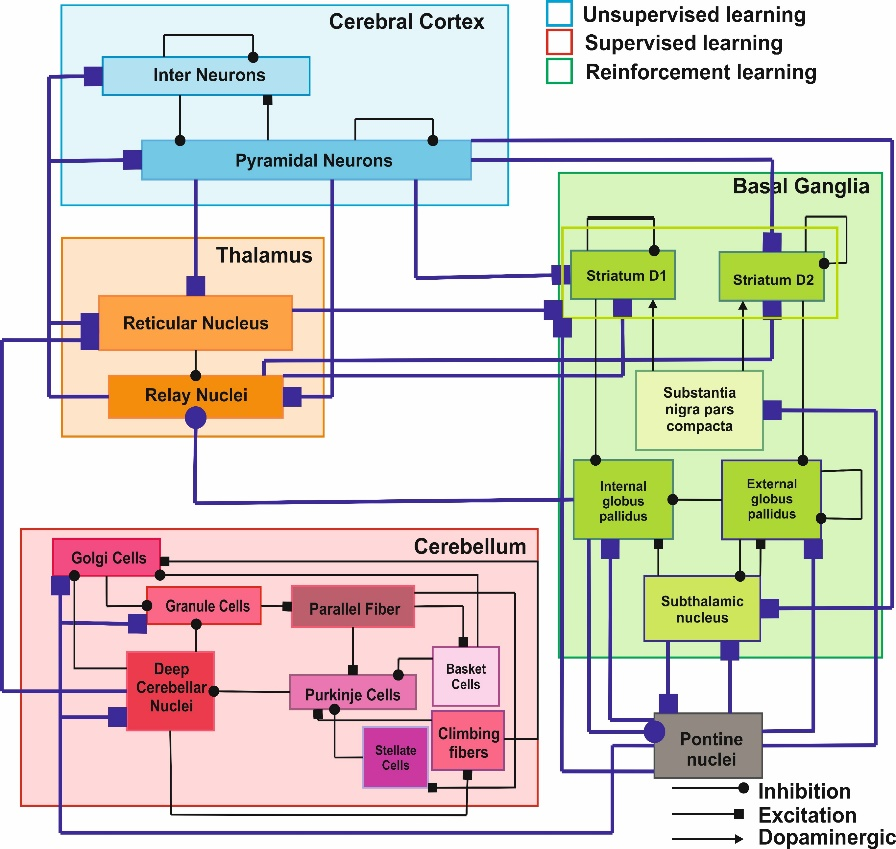 Cerebral Cortex
Unsupervised learning
Supervised learning
Reinforcement learning
Inter Neurons
Pyramidal Neurons
Basal Ganglia
Thalamus
Striatum D1
Striatum D2
Reticular Nucleus
Relay Nuclei
Substantia
nigra pars
compacta
Internal
globus
pallidus
External
globus
pallidus
Cerebellum
Golgi Cells
Granule Cells
Parallel Fiber
Subthalamic
nucleus
Deep
Cerebellar
Nuclei
Basket
Cells
Purkinje Cells
Climbing
fibers
Stellate
Cells
Pontine
nuclei
Inhibition
Excitation
Dopaminergic